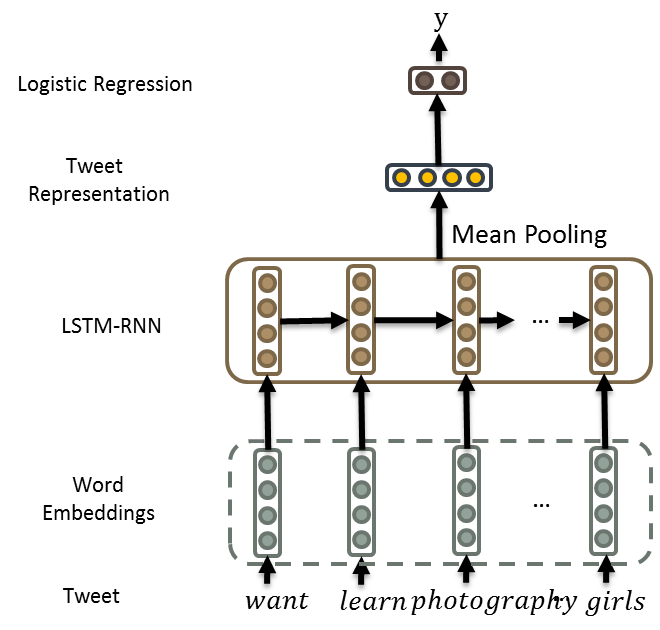 y
Logistic Regression
Tweet
Representation
Mean Pooling
LSTM-RNN
...
Word
Embeddings
...
Tweet
want learn photography .. girls